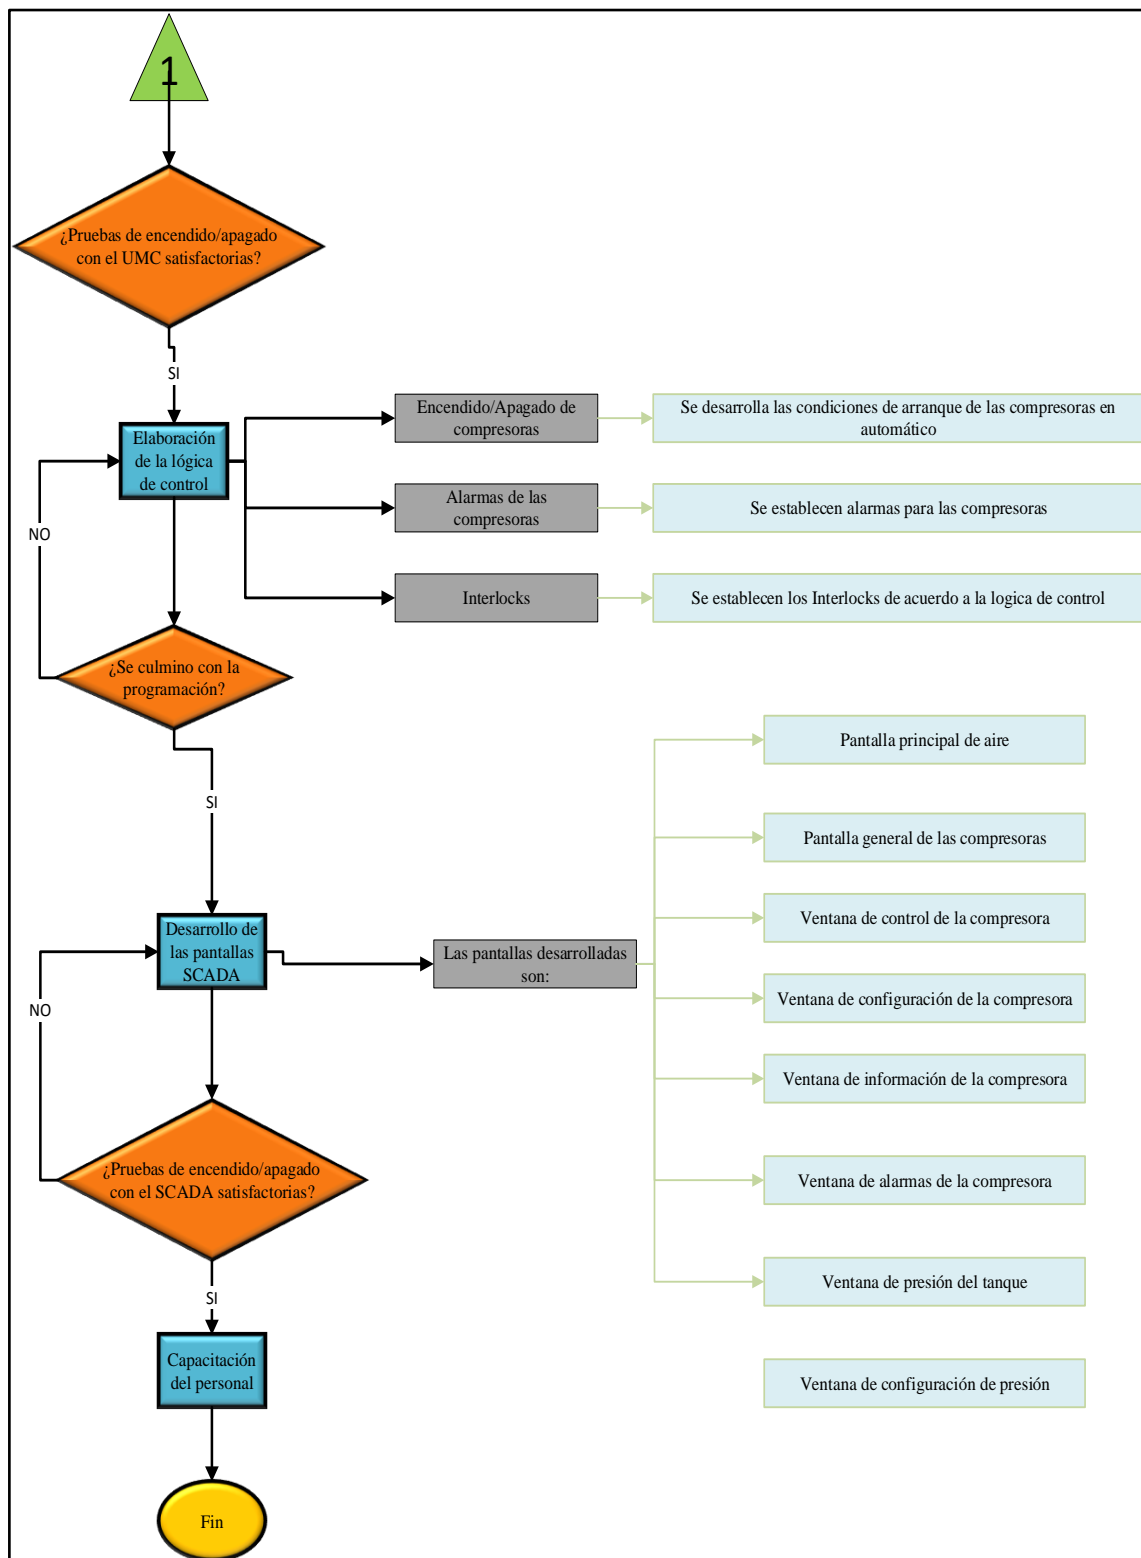 1
¿Pruebas de encendido/apagado
con el UMC satisfactorias?
SI
Elaboración
de la lógica
de control
Encendido/Apagado de
compresoras
Se desarrolla las condiciones de arranque de las compresoras en
automático
Alarmas de las
compresoras
Se establecen alarmas para las compresoras
NO
Interlocks
Se establecen los Interlocks de acuerdo a la logica de control
¿Se culmino con la
programación?
SI
Pantalla principal de aire
Pantalla general de las compresoras
Desarrollo de
las pantallas
SCADA
Las pantallas desarrolladas
son:
Ventana de control de la compresora
Ventana de configuración de la compresora
NO
Ventana de información de la compresora
¿Pruebas de encendido/apagado
con el SCADA satisfactorias?
Ventana de alarmas de la compresora
Ventana de presión del tanque
SI
Capacitación
del personal
Ventana de configuración de presión
Fin